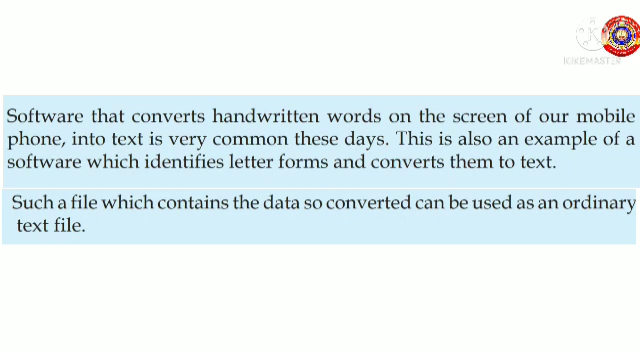 KINEMASTER
Software that converts handwritten words on the screen of our mobile
phone, into text is very common these days. This is also an example of a
software which identifies letter forms and converts them to text.
Such a file which contains the data so converted can be used as an ordinary
text file.